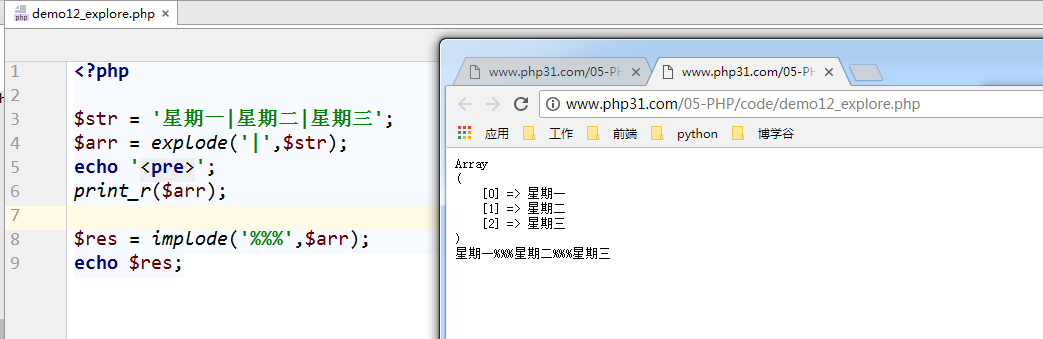 demo12_explore.php
1 <?php
2
3 $str = '星期一|星期二|星期三';
4 $arr = explode('|',$str);
5 echo '<pre>';
6 print_r($arr);
7
8 $res = implode('%%%',$arr);
9 echo $res;
www.php31.com/05-PH www.php31.com/05-PH
www.php31.com/05-PHP/code/demo12_explore.php
应用 工作 前端 python 博学谷
Array
(
[0] => 星期一
[1] => 星期二
[2] => 星期三
)
星期一%%%星期二%%%星期三